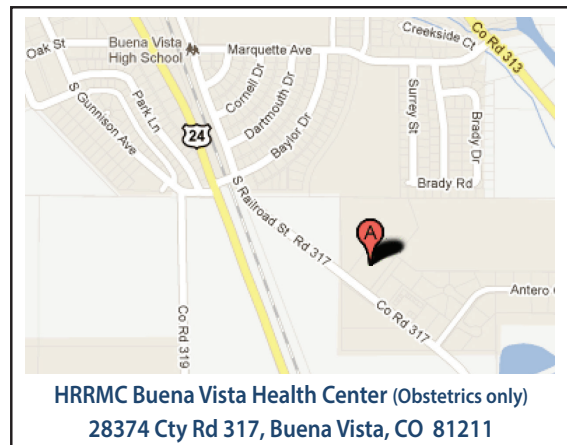 Oak St
Buena Vista
High School
Marquette Ave
Creekside Ct
Co Rd 313
S Gunnison Ave
Park Ln
Cornell Dr
Dartmouth Dr
Baylor Dr
Surrey St
Brady Dr
Brady Rd
24
S Railroad St
Rd 317
A
Co Rd 319
Co Rd 317
Antero
HRRMC Buena Vista Health Center (Obstetrics only)
28374 Cty Rd 317, Buena Vista, CO 81211